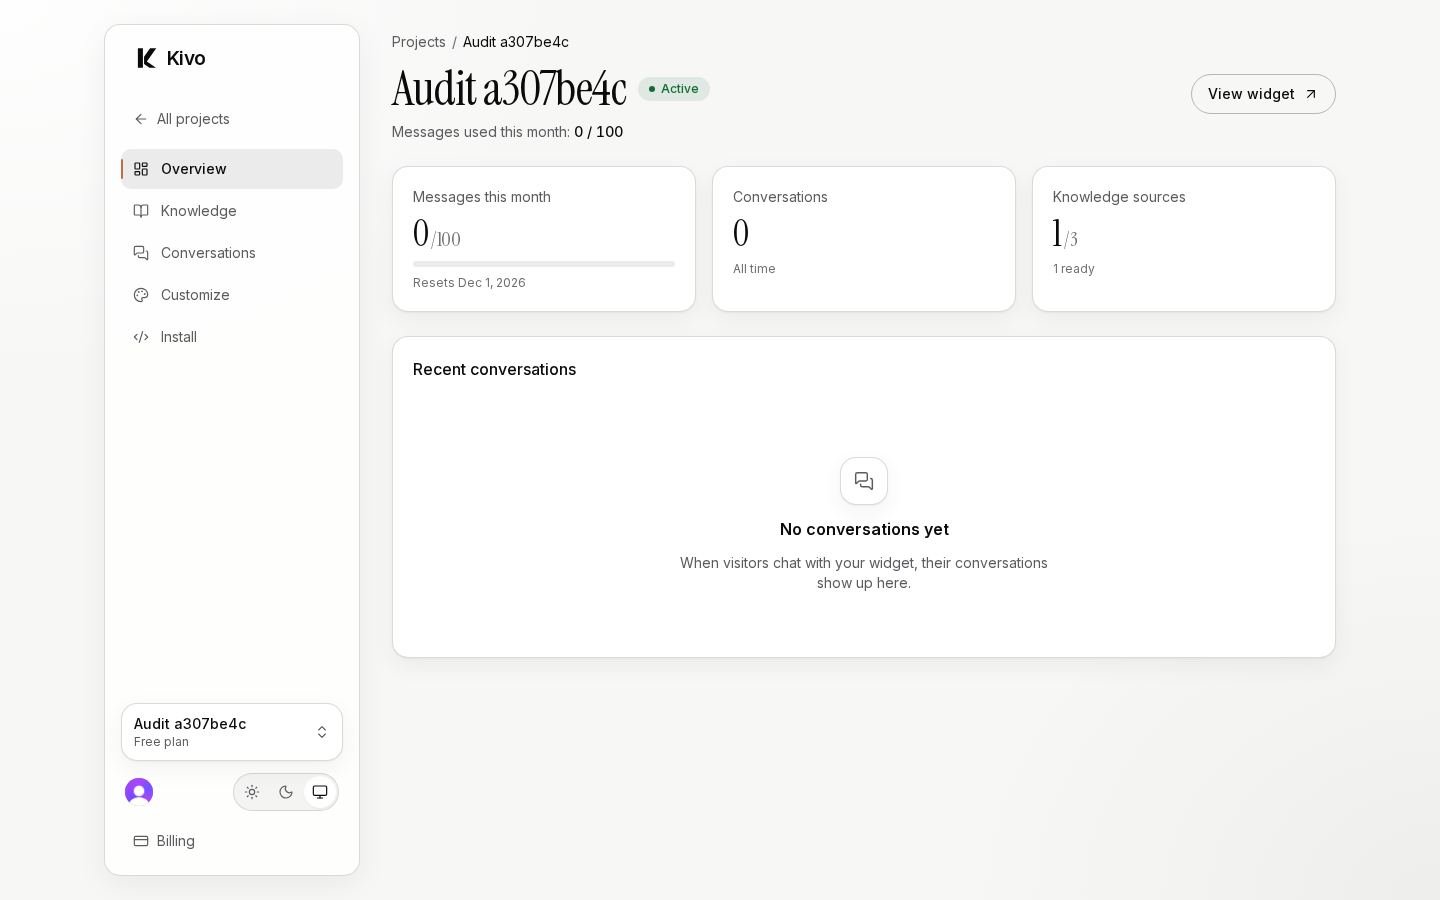 Kivo
All projects
Overview
Knowledge
Conversations
Customize
Install
Audit a307be4c
Free plan
Billing
Projects / Audit a307be4c
Audit a307be4c
Active
Messages used this month: 0 / 100
View widget
Messages this month
0/100
Resets Dec 1, 2026
Conversations
0
All time
Knowledge sources
1/3
1 ready
Recent conversations
No conversations yet
When visitors chat with your widget, their conversations
show up here.